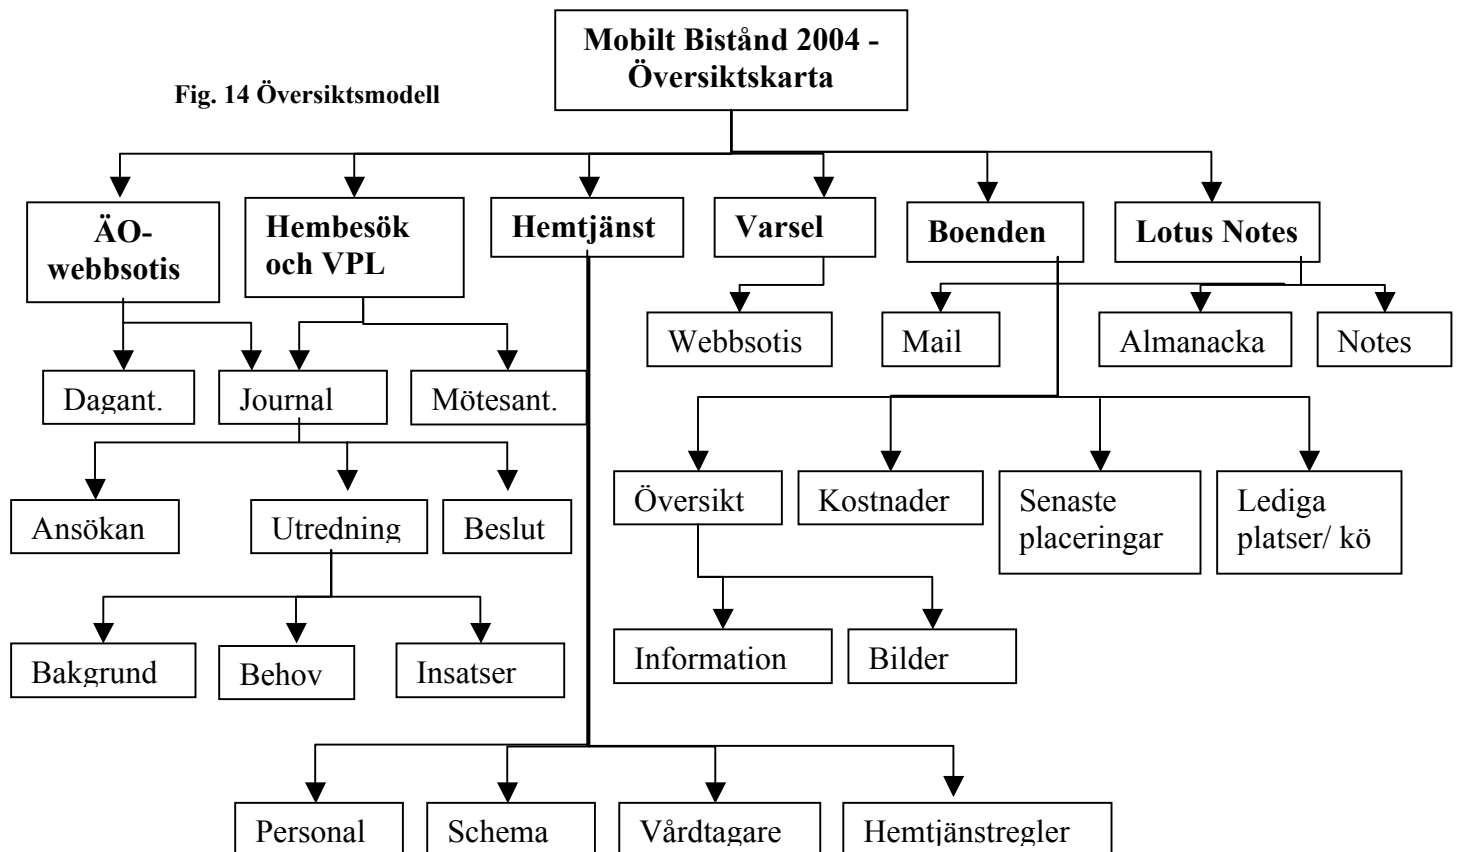 Mobilt Bistånd 2004 -
Översiktskarta
Fig. 14 Översiktsmodell
ÄO-
webbsotis
Hembesök
och VPL
Hemtjänst
Varsel
Boenden
Lotus Notes
Webbsotis
Mail
Almanacka
Notes
Dagant.
Journal
Mötesant.
Ansökan
Utredning
Beslut
Översikt
Kostnader
Senaste
placeringar
Lediga
platser/ kö
Bakgrund
Behov
Insatser
Information
Bilder
Personal
Schema
Vårdtagare
Hemtjänstregler